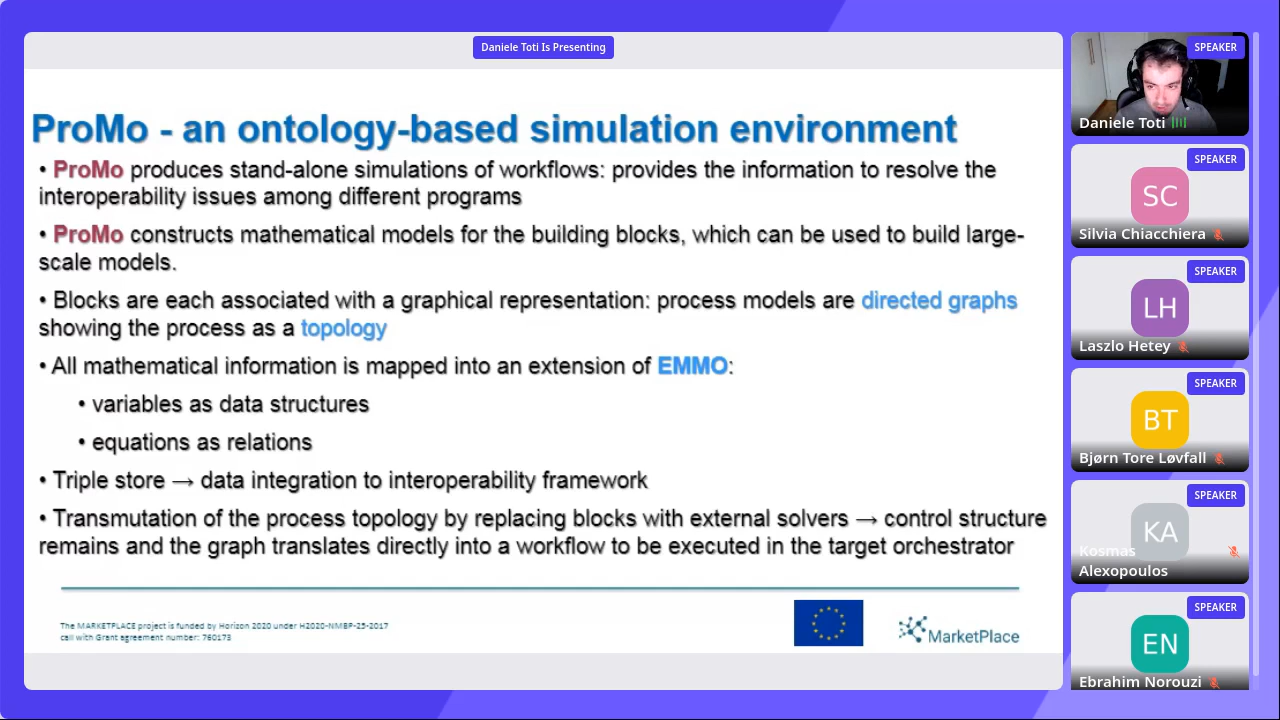 Daniele Toti Is Presenting
ProMo - an ontology-based simulation environment
• ProMo produces stand-alone simulations of workflows: provides the information to resolve the
interoperability issues among different programs
• ProMo constructs mathematical models for the building blocks, which can be used to build large-
scale models.
• Blocks are each associated with a graphical representation: process models are directed graphs
showing the process as a topology
• All mathematical information is mapped into an extension of EMMO:
• variables as data structures
• equations as relations
• Triple store → data integration to interoperability framework
• Transmutation of the process topology by replacing blocks with external solvers → control structure
remains and the graph translates directly into a workflow to be executed in the target orchestrator
The MARKETPLACE project is funded by Horizon 2020 under H2020-NMBP-25-2017
call with Grant agreement number: 760173
MarketPlace
SPEAKER
Daniele Toti
SPEAKER
SC
Silvia Chiacchiera
SPEAKER
LH
Laszlo Hetey
SPEAKER
BT
Bjørn Tore Løvfall
SPEAKER
KA
Kosmas
Alexopoulos
SPEAKER
EN
Ebrahim Norouzi